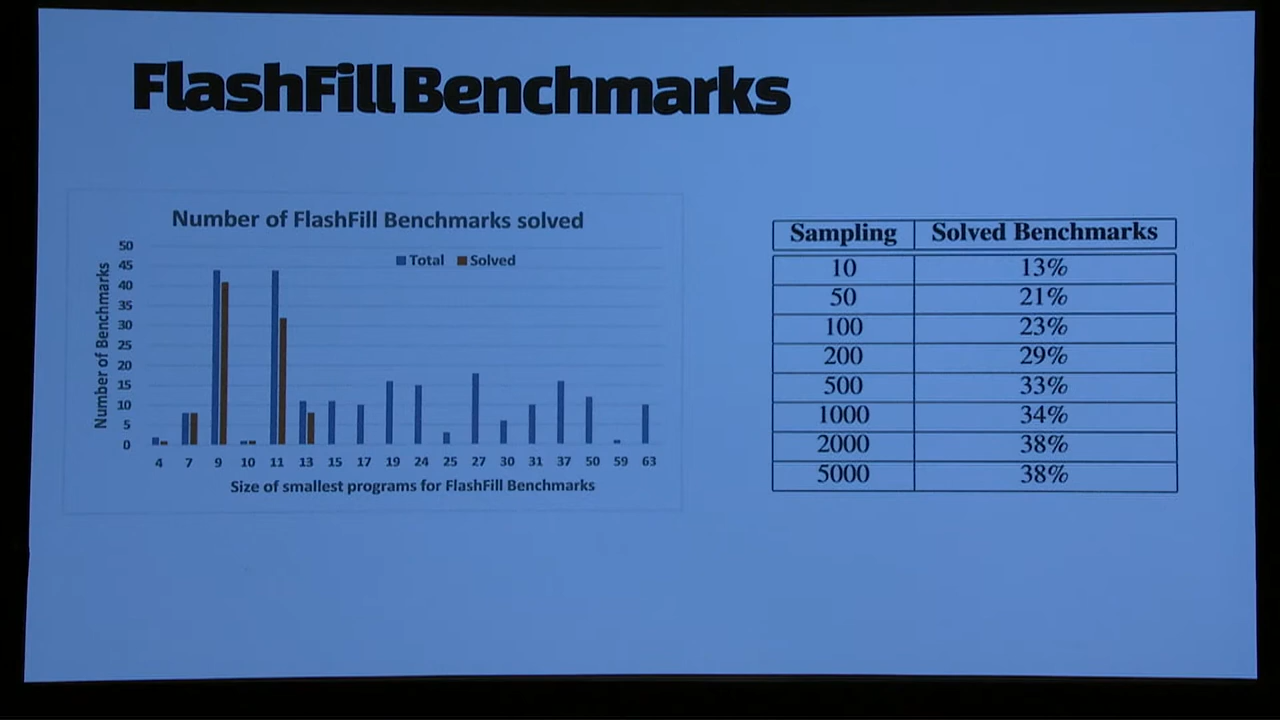 FlashFill Benchmarks
Number of FlashFill Benchmarks solved
Total Solved
Number of Benchmarks
50
45
40
35
30
25
20
15
10
5
0
4 7 9 10 11 13 15 17 19 24 25 27 30 31 37 50 59 63
Size of smallest programs for FlashFill Benchmarks
Sampling Solved Benchmarks
10 13%
50 21%
100 23%
200 29%
500 33%
1000 34%
2000 38%
5000 38%